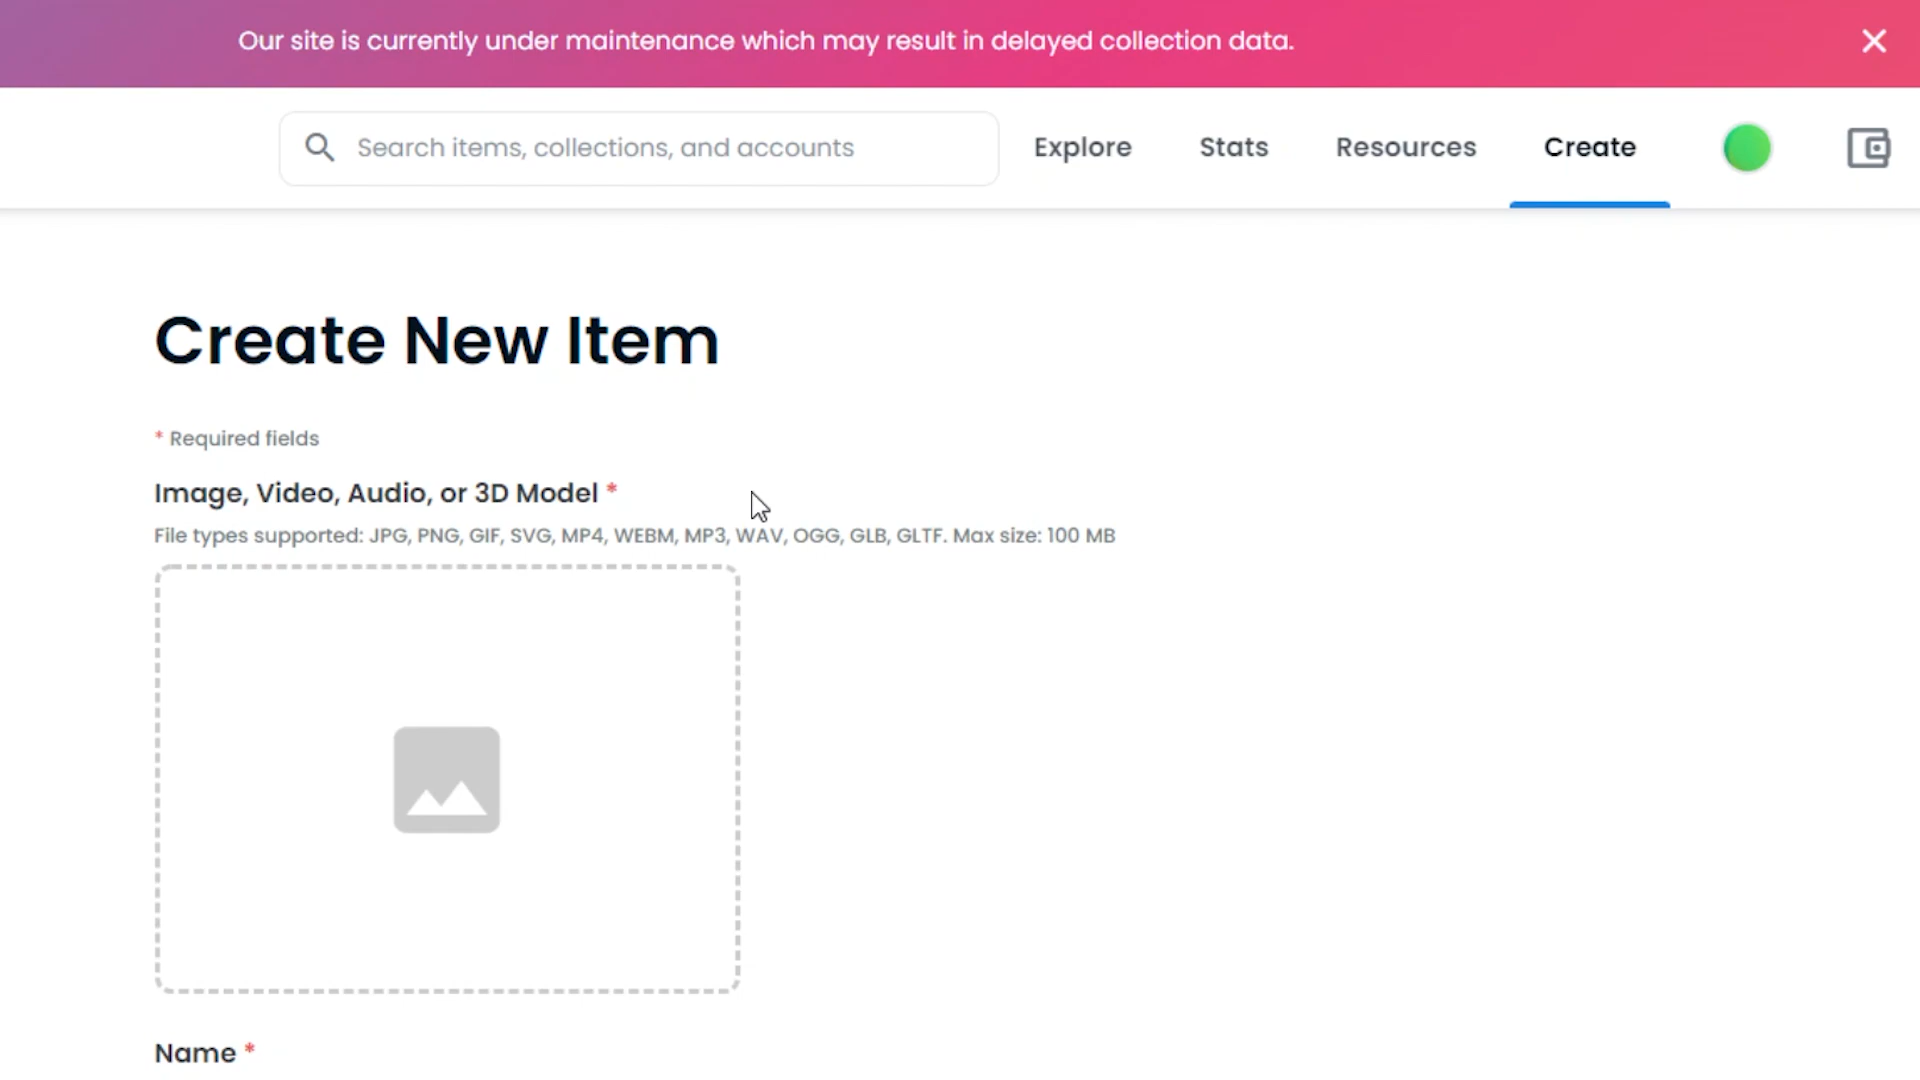 Our site is currently under maintenance which may result in delayed collection data.
Search items, collections, and accounts
Explore
Stats
Resources
Create
Create New Item
* Required fields
Image, Video, Audio, or 3D Model *
File types supported: JPG, PNG, GIF, SVG, MP4, WEBM, MP3, WAV, OGG, GLB, GLTF. Max size: 100 MB
Name *